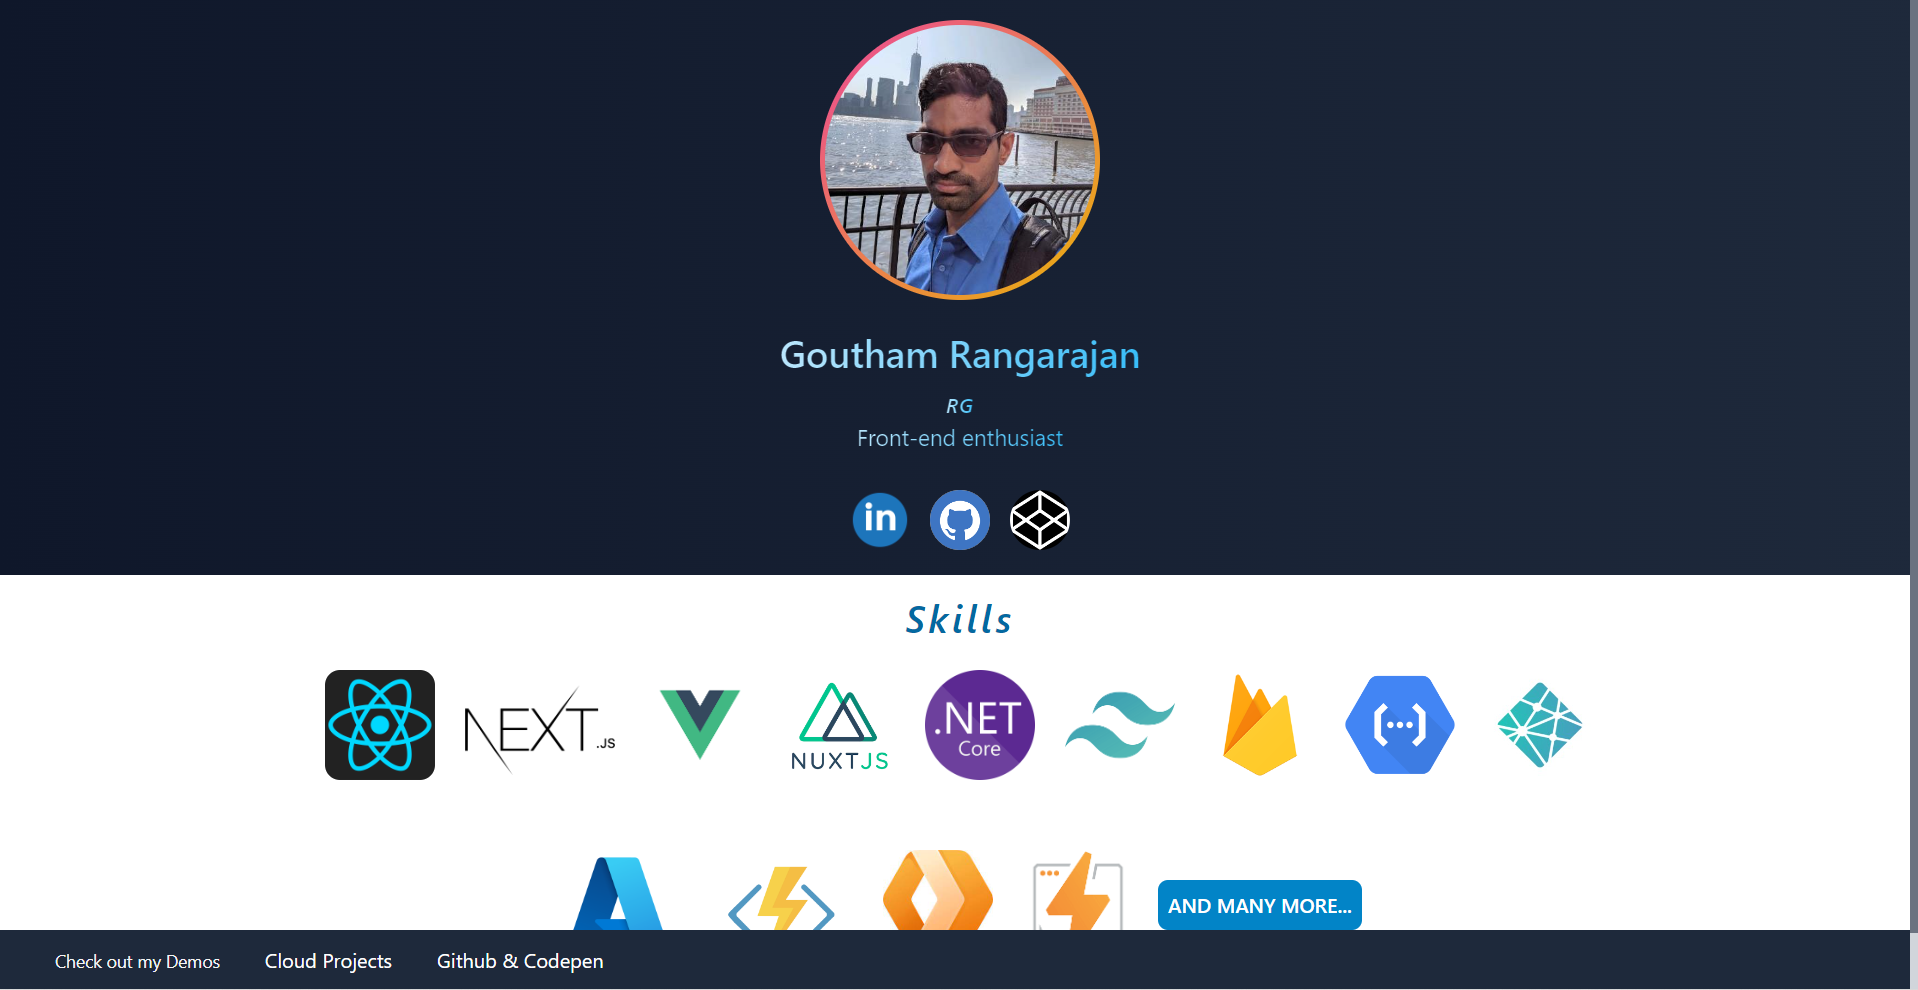 Goutham Rangarajan
RG
Front-end enthusiast
in
Skills
NEXT.JS
NUXTJS
.NET
Core
AND MANY MORE...
Check out my Demos Cloud Projects Github & Codepen